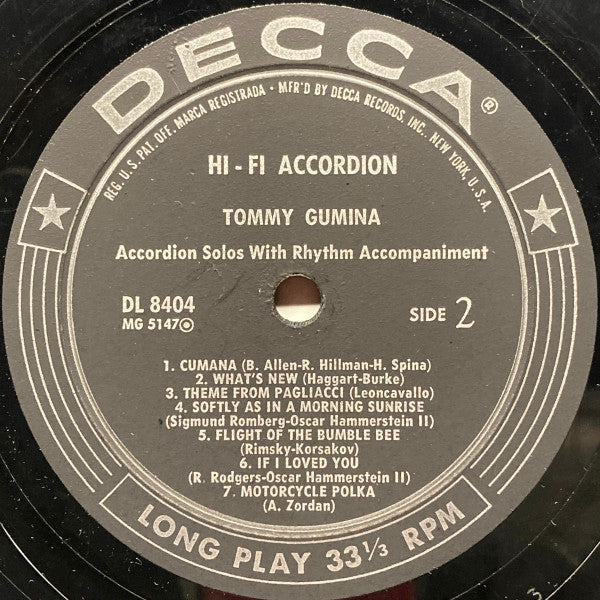 DECCA®
REG. U.S. PAT. OFF. MARCA REGISTRADA • MFR'D BY DECCA RECORDS, INC., NEW YORK, U.S.A.
HI-FI ACCORDION
TOMMY GUMINA
Accordion Solos With Rhythm Accompaniment
DL 8404
MG 5147
SIDE 2
1. CUMANA (B. Allen-R. Hillman-H. Spina)
2. WHAT'S NEW (Haggart-Burke)
3. THEME FROM PAGLIACCI (Leoncavallo)
4. SOFTLY AS IN A MORNING SUNRISE
(Sigmund Romberg-Oscar Hammerstein II)
5. FLIGHT OF THE BUMBLE BEE
(Rimsky-Korsakov)
6. IF I LOVED YOU
(R. Rodgers-Oscar Hammerstein II)
7. MOTORCYCLE POLKA
(A. Zordan)
LONG PLAY 33 1/3 RPM
3